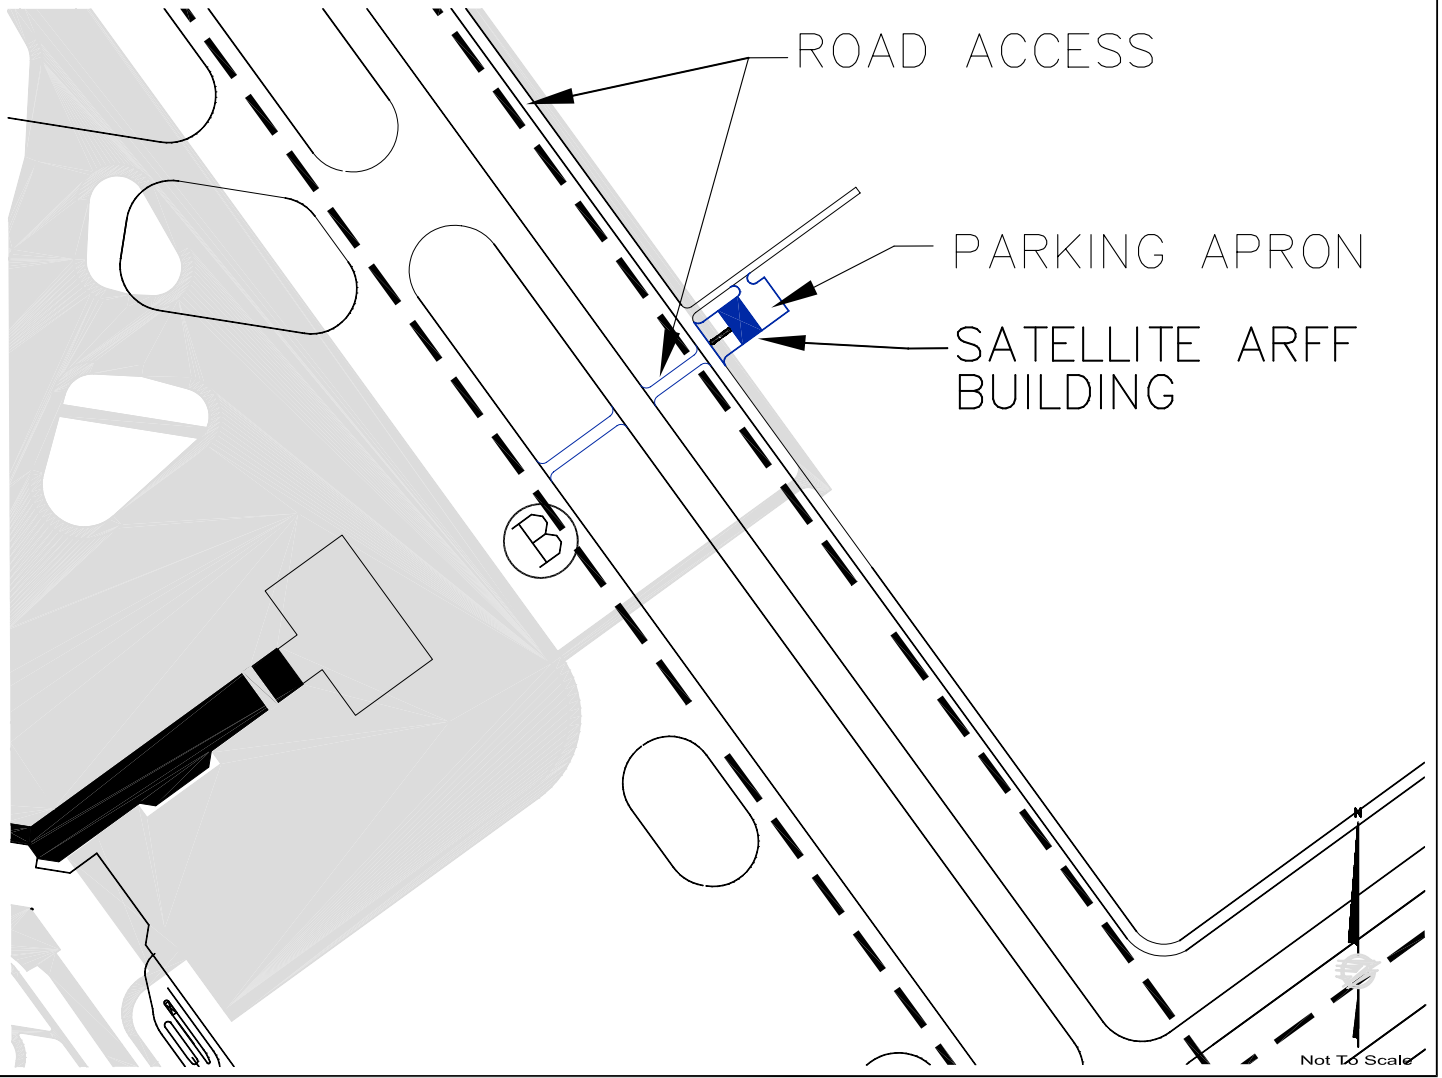 ROAD ACCESS
PARKING APRON
SATELLITE ARFF
BUILDING
B
N
Not To Scale